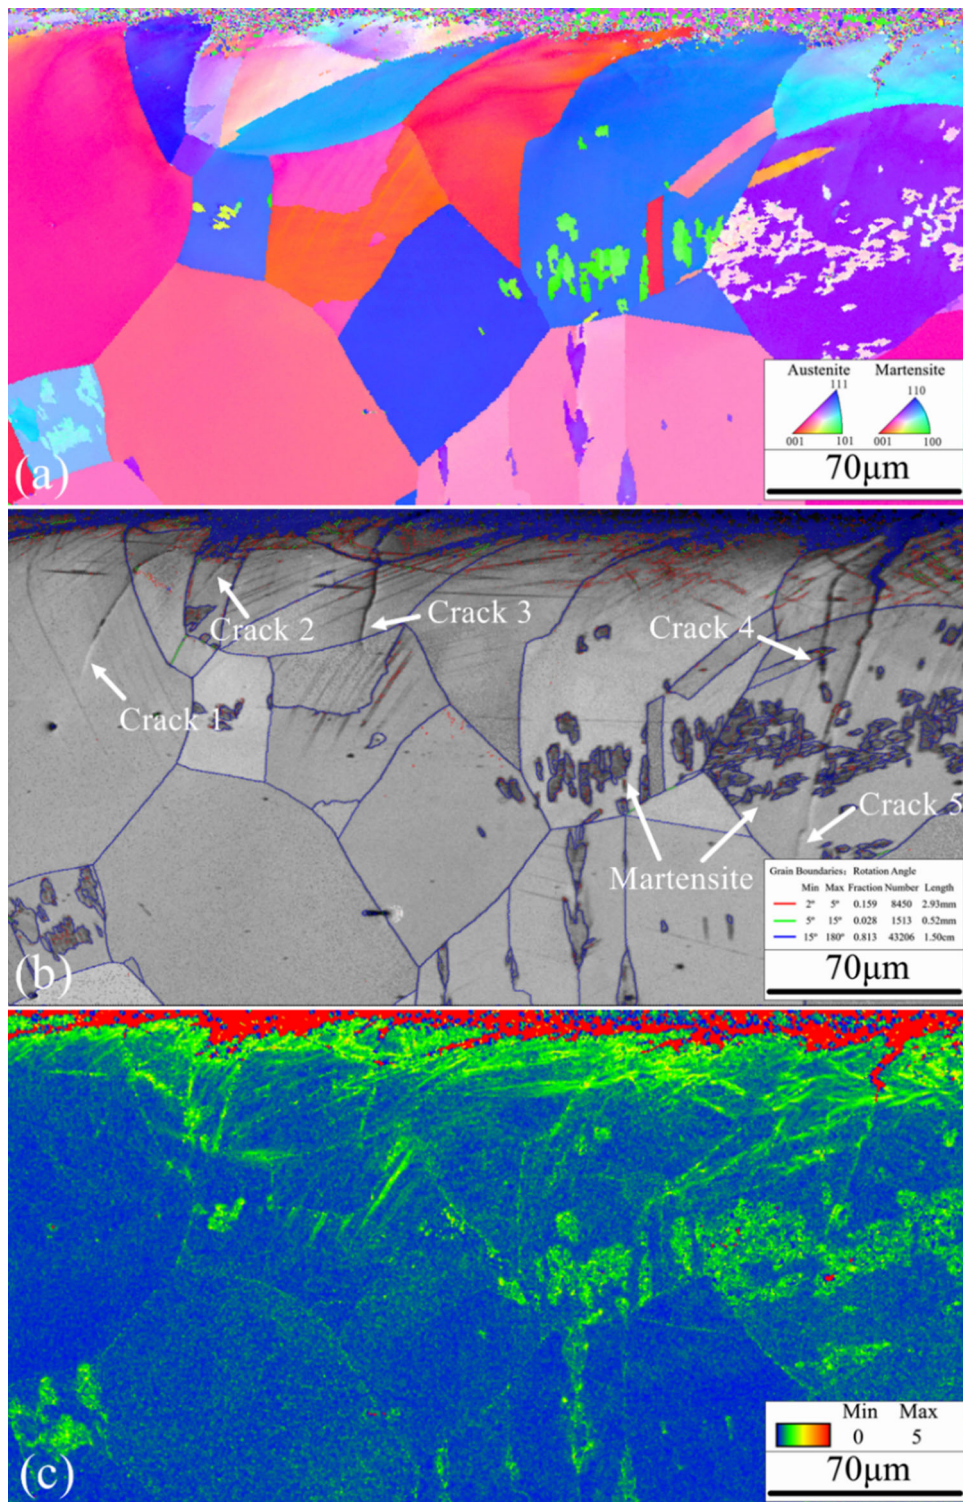 Austenite Martensite
111
110
001 101 001 100
70μm
(a)
Crack 2
Crack 3
Crack 4
Crack 1
Crack 5
Martensite
Grain Boundaries: Rotation Angle
Min Max Fraction Number Length
2° 5° 0.159 8450 2.93mm
5° 15° 0.028 1513 0.52mm
15° 180° 0.813 43206 1.50cm
70μm
(b)
Min Max
0 5
70μm
(c)